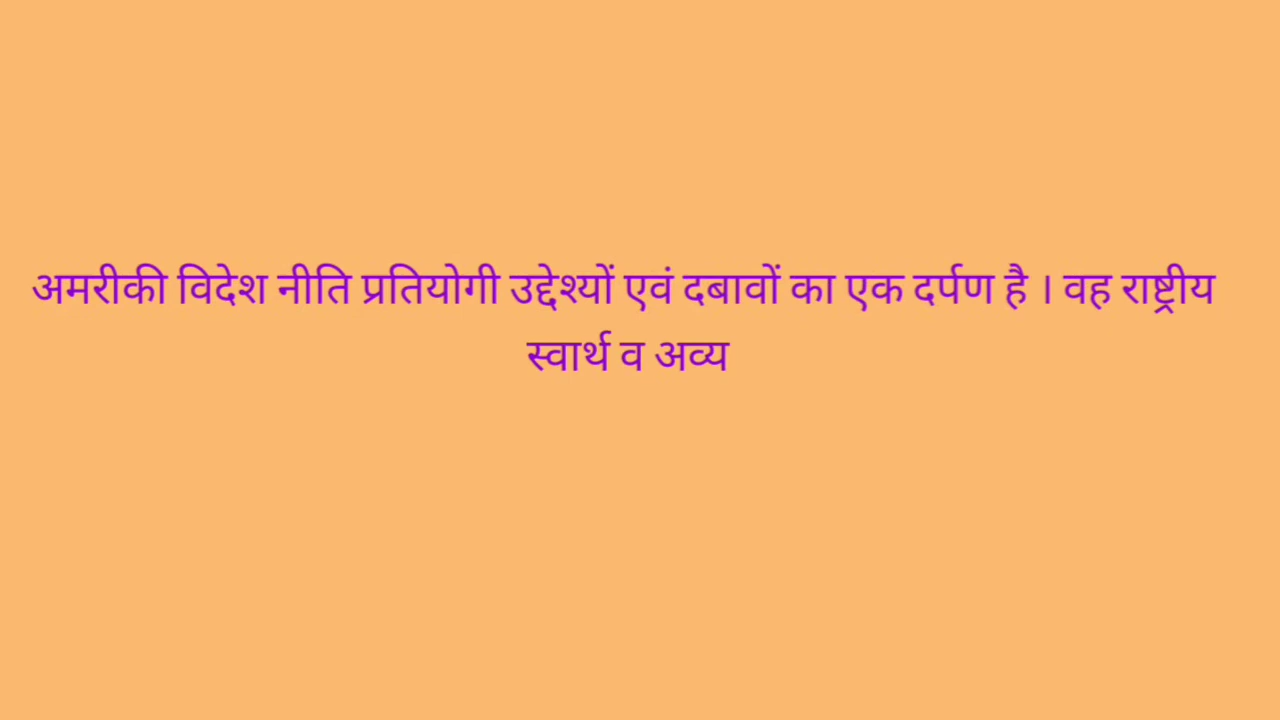 अमरीकी विदेश नीति प्रतियोगी उद्देश्यों एवं दबावों का एक दर्पण है । वह राष्ट्रीय
स्वार्थ व अव्य